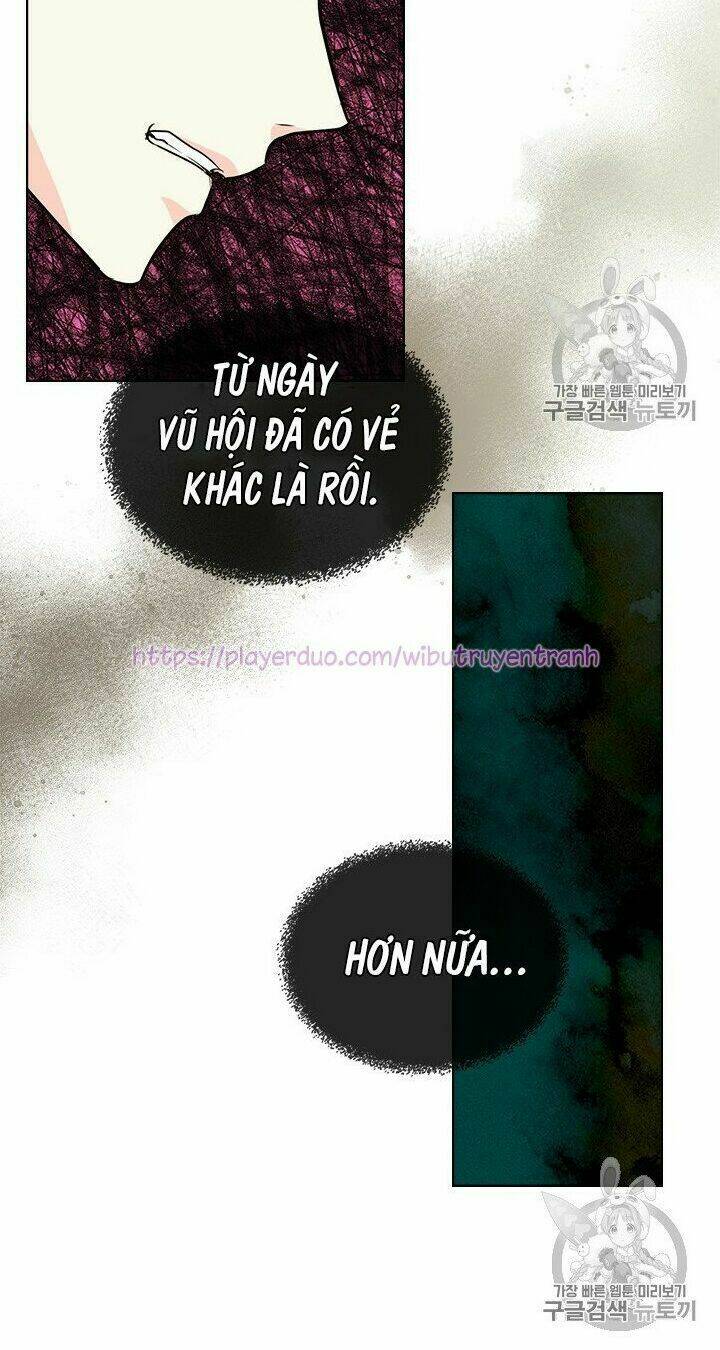 TỪ NGÀY
VŨ HỘI ĐÃ CÓ VẺ
KHÁC LÀ RỒI.
가장 빠른 웹툰 미리보기
구글검색 뉴토끼
https://playerduo.com/wibutruyentranh
HƠN NỮA...
가장 빠른 웹툰 미리보기
구글검색 뉴토끼